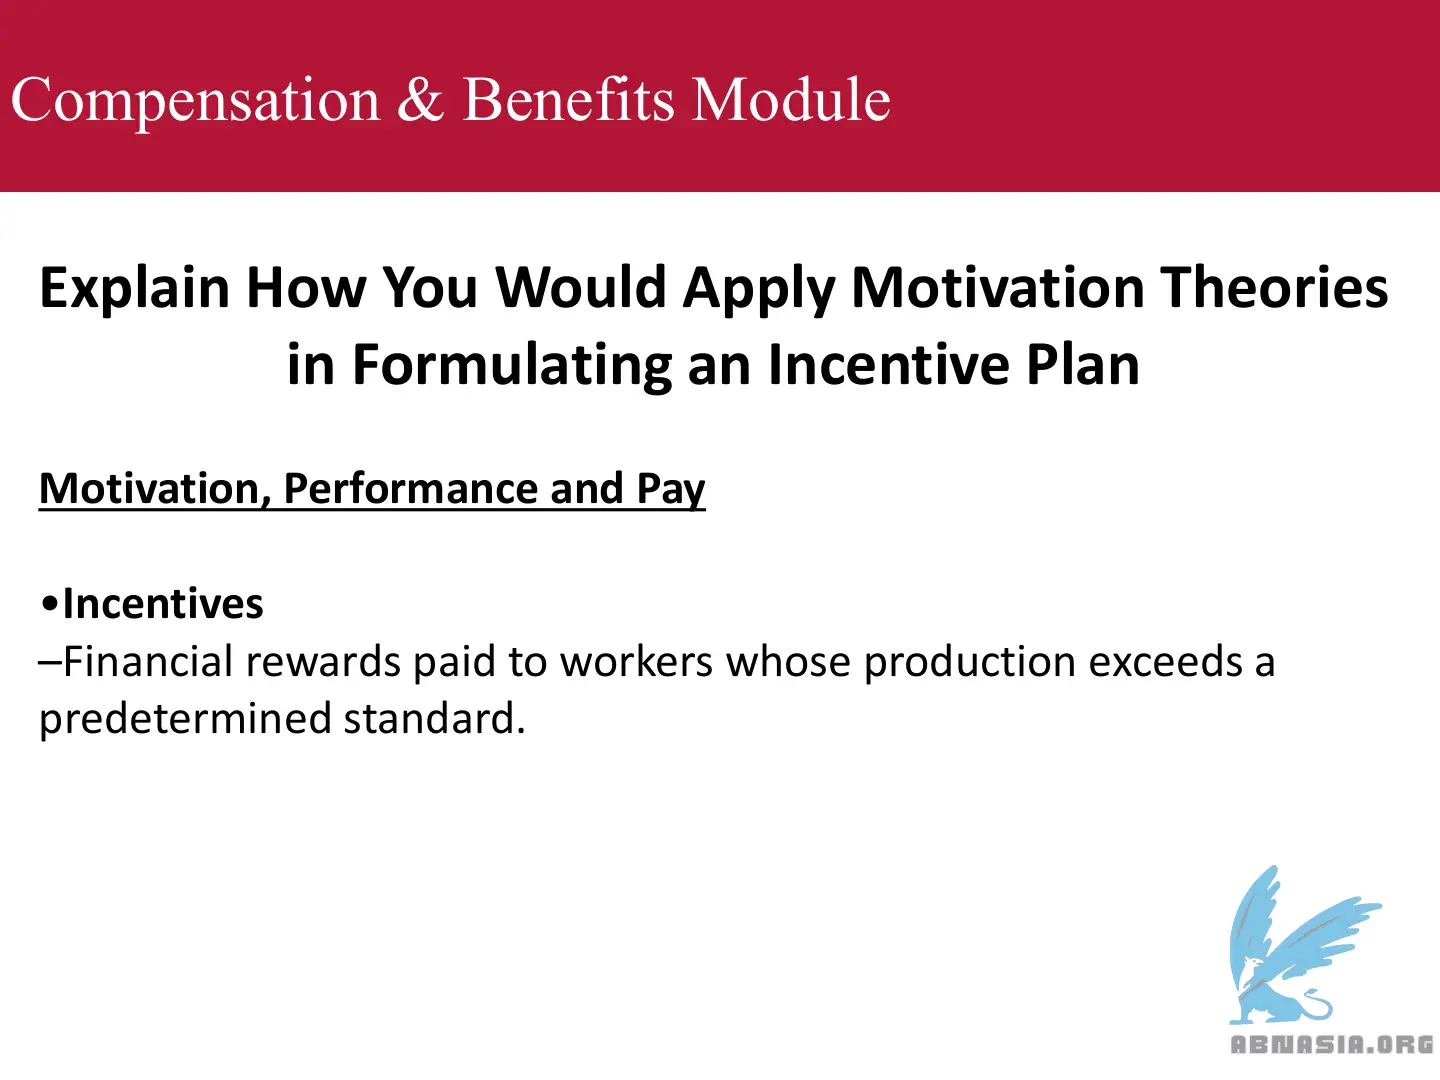 Compensation & Benefits Module
Explain How You Would Apply Motivation Theories
in Formulating an Incentive Plan
Motivation, Performance and Pay
•Incentives
–Financial rewards paid to workers whose production exceeds a
predetermined standard.
ABNASIA.ORG